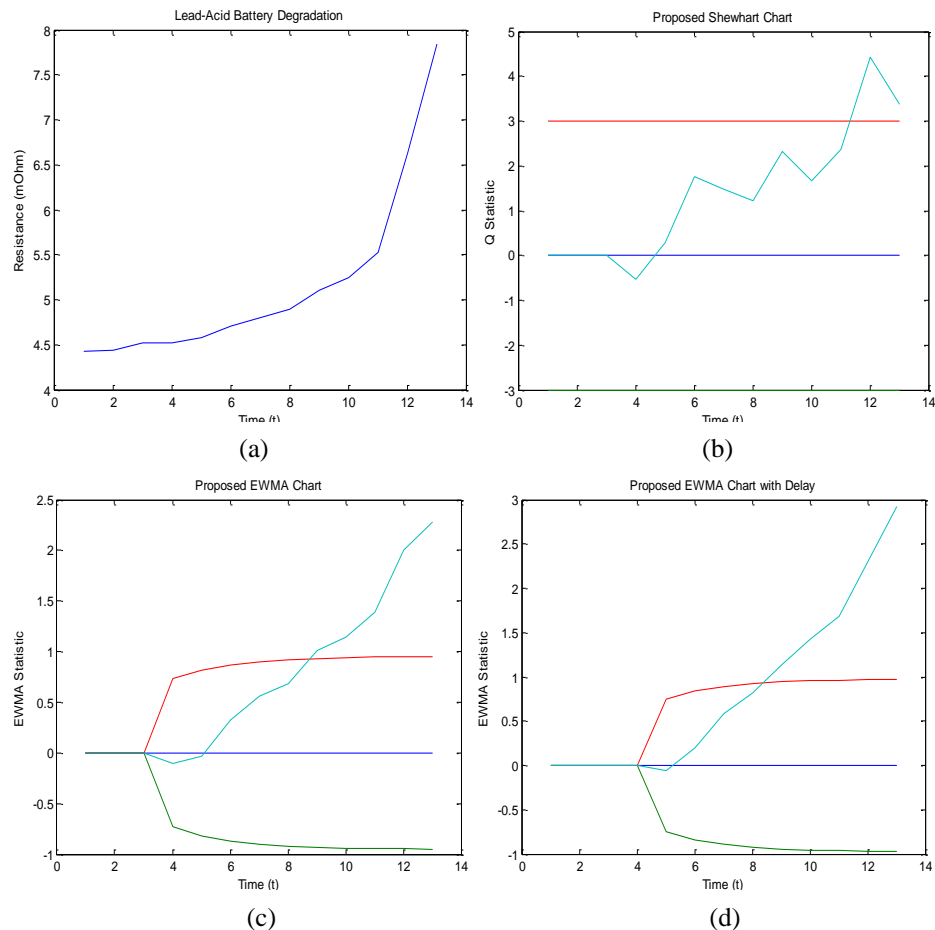 Lead-Acid Battery Degradation
8
7.5
7
6.5
6
5.5
5
4.5
4
Resistance (mOhm)
0 2 4 6 8 10 12 14
Time (t)
(a)
Proposed Shewhart Chart
5
4
3
2
1
0
-1
-2
-3
Q Statistic
0 2 4 6 8 10 12 14
Time (t)
(b)
Proposed EWMA Chart
2.5
2
1.5
1
0.5
0
-0.5
-1
EWMA Statistic
0 2 4 6 8 10 12 14
Time (t)
(c)
Proposed EWMA Chart with Delay
3
2.5
2
1.5
1
0.5
0
-0.5
-1
EWMA Statistic
0 2 4 6 8 10 12 14
Time (t)
(d)